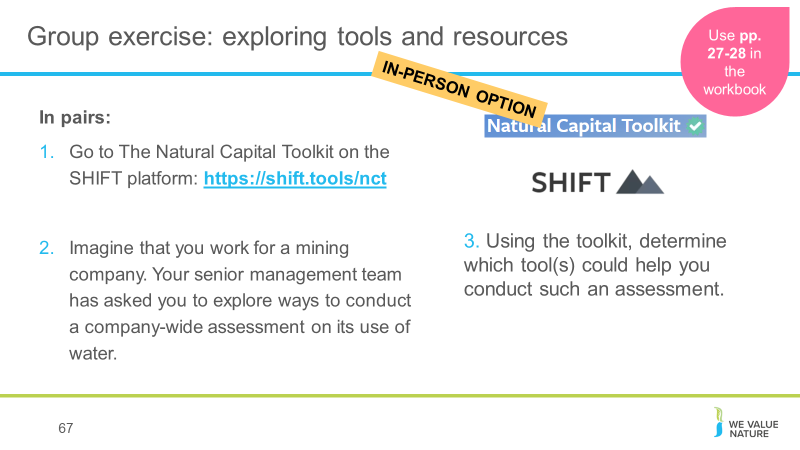 Group exercise: exploring tools and resources
Use pp.
27-28 in
the
workbook
IN-PERSON OPTION
In pairs:
1. Go to The Natural Capital Toolkit on the
SHIFT platform: https://shift.tools/nct
2. Imagine that you work for a mining
company. Your senior management team
has asked you to explore ways to conduct
a company-wide assessment on its use of
water.
Natural Capital Toolkit
SHIFT
3. Using the toolkit, determine
which tool(s) could help you
conduct such an assessment.
67
WE VALUE
NATURE